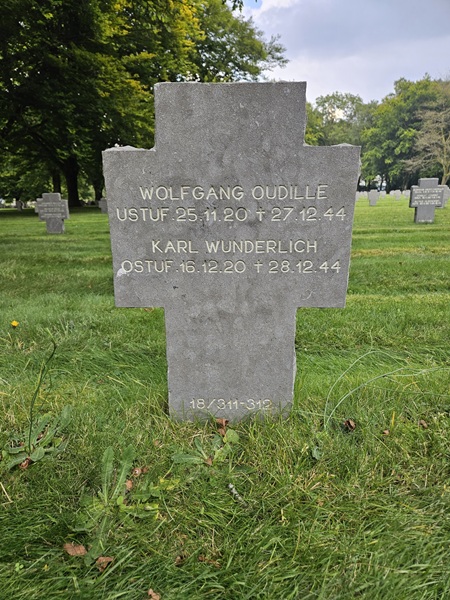 WOLFGANG OUDILLE
USTUF. 25.11.20 ✝ 27.12.44
KARL WUNDERLICH
OSTUF. 16.12.20 ✝ 28.12.44
18/311-312